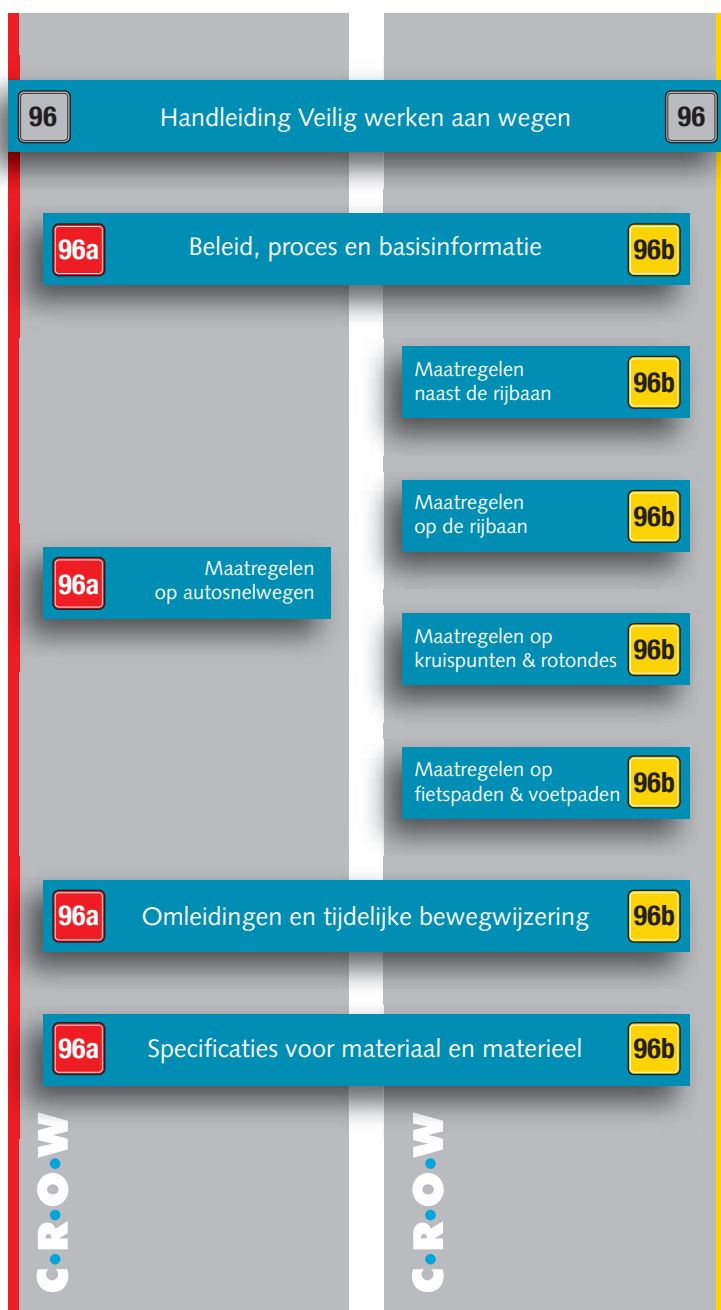 96 Handleiding Veilig werken aan wegen 96
96a Beleid, proces en basisinformatie 96b
Maatregelen
naast de rijbaan 96b
Maatregelen
op de rijbaan 96b
96a Maatregelen
op autosnelwegen
Maatregelen op
kruispunten & rotondes 96b
Maatregelen op
fietspaden & voetpaden 96b
96a Omleidingen en tijdelijke bewegwijzering 96b
96a Specificaties voor materiaal en materieel 96b
C•R•O•W
C•R•O•W